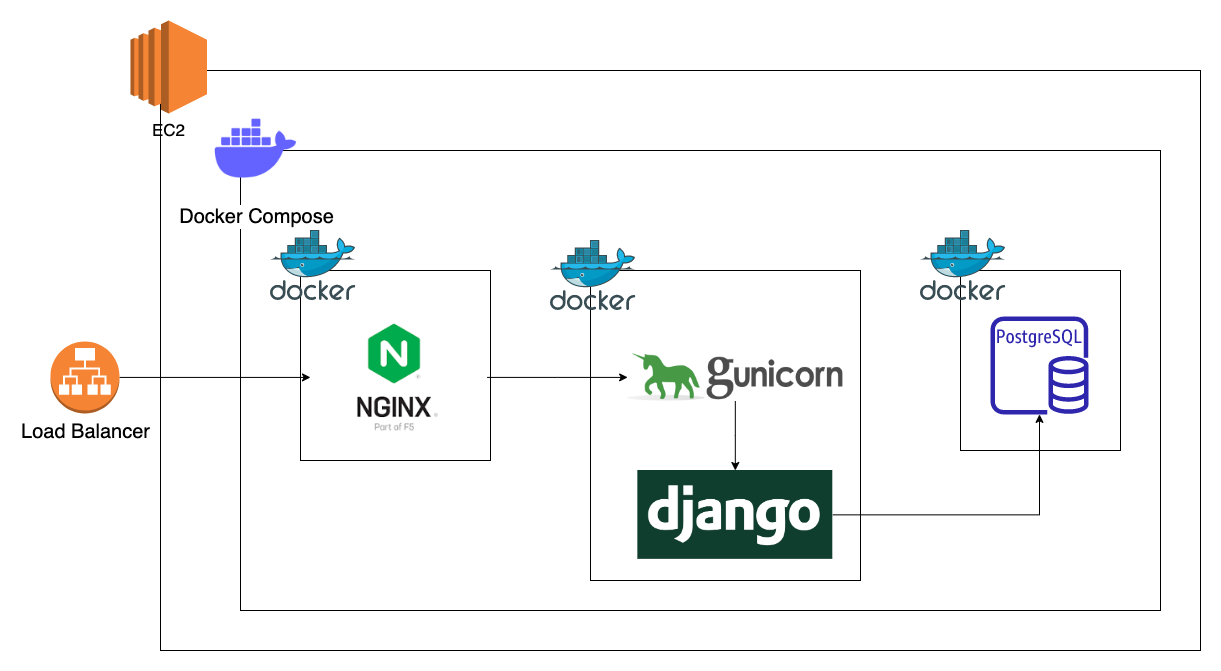 EC2
Docker Compose
docker
docker
docker
PostgreSQL
NGINX
Part of F5
gunicorn
Load Balancer
django